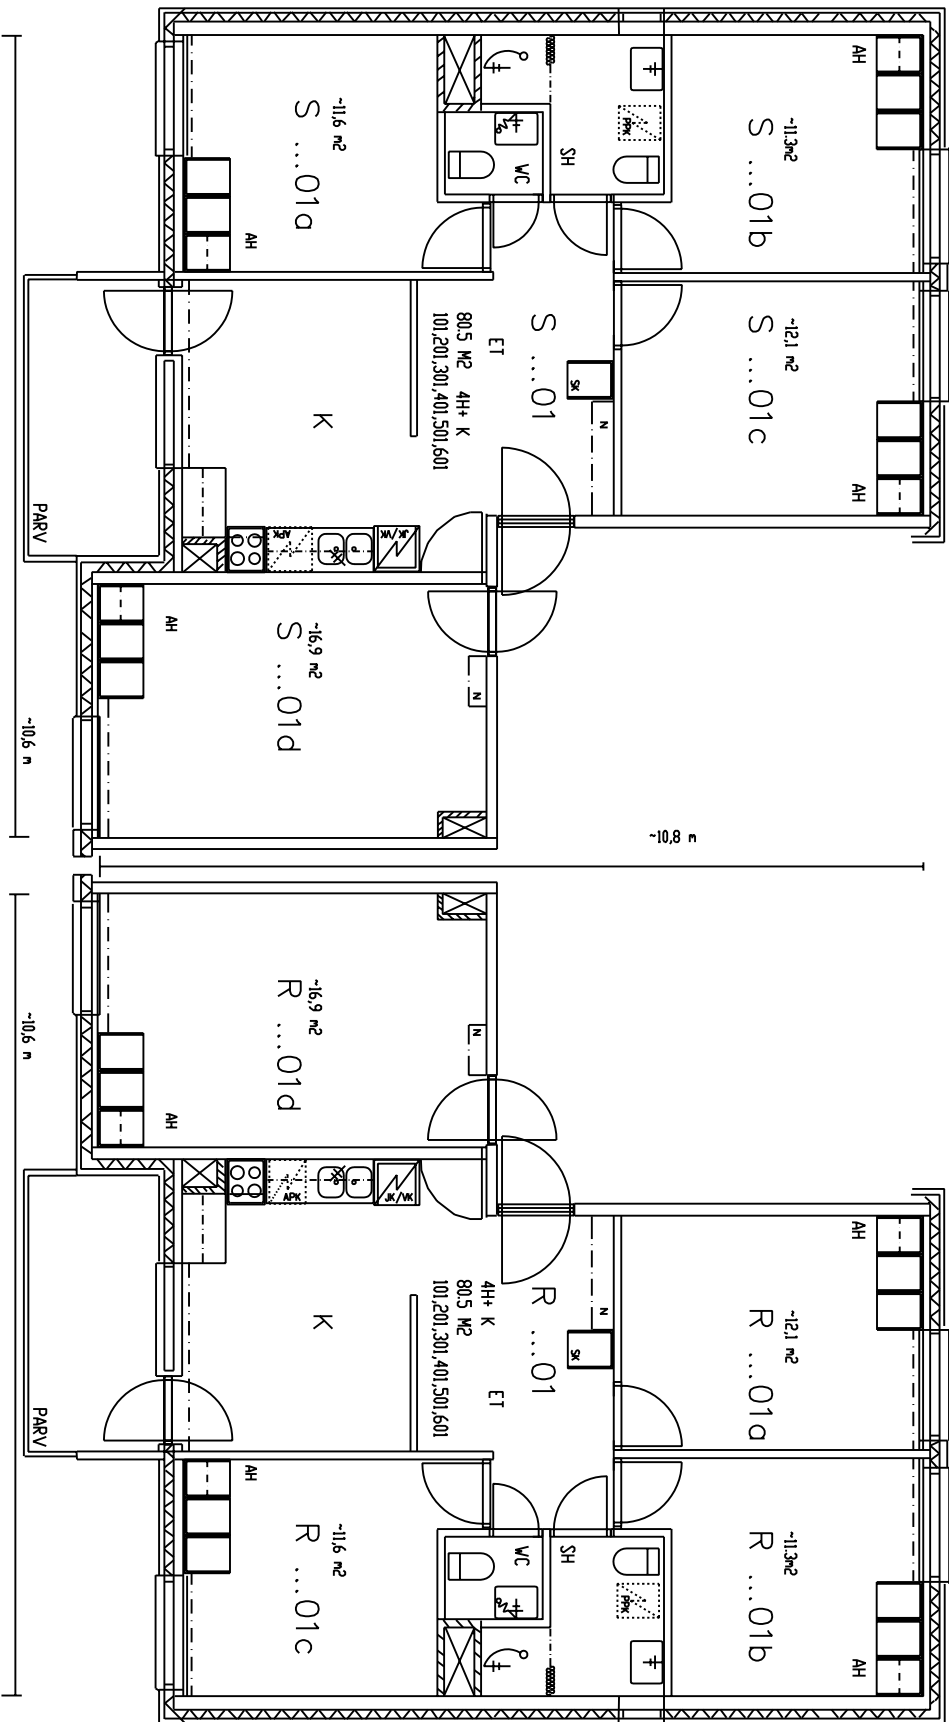 AH
~11.3m2
S ...01b
~12,1 m2
S ...01c
AH
PPK
SH
WC
~11,6 m2
S ...01a
AH
S ...01
SK
N
ET
80.5 M2 4H+ K
101,201,301,401,501,601
K
JK/VK
APK
PARV
N
~16,9 m2
S ...01d
AH
~10,6 m
~10,8 m
N
~16,9 m2
R ...01d
AH
~10,6 m
AH
~12,1 m2
R ...01a
~11.3m2
R ...01b
AH
N
SK
R ...01
4H+ K
80.5 M2
101,201,301,401,501,601
ET
JK/VK
APK
K
PARV
SH
WC
PPK
AH
~11,6 m2
R ...01c